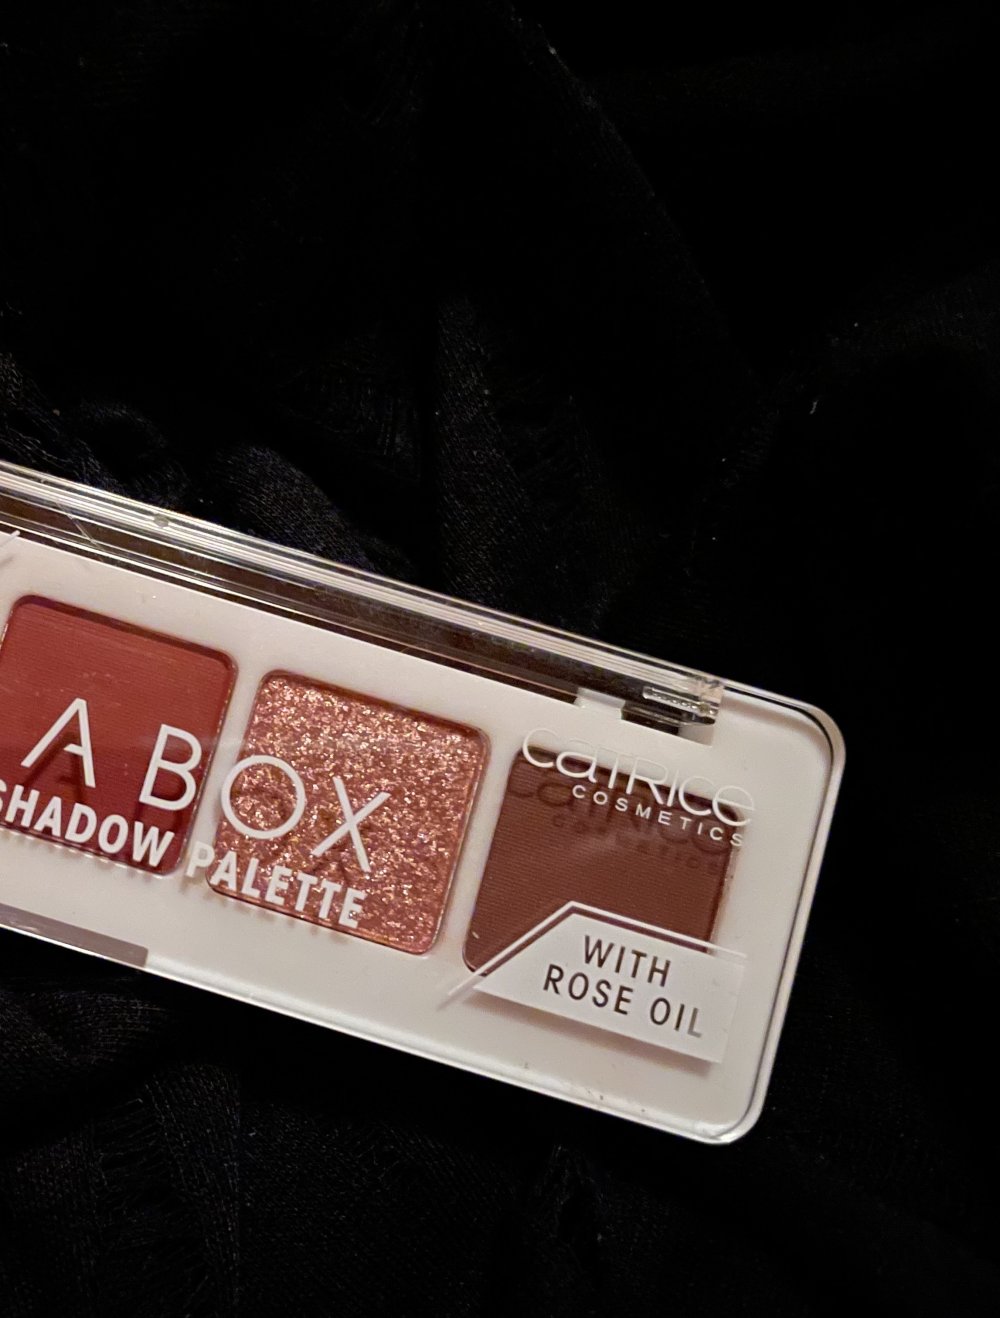 A BOX
SHADOW PALETTE
CATRICE
COSMETICS
WITH
ROSE OIL